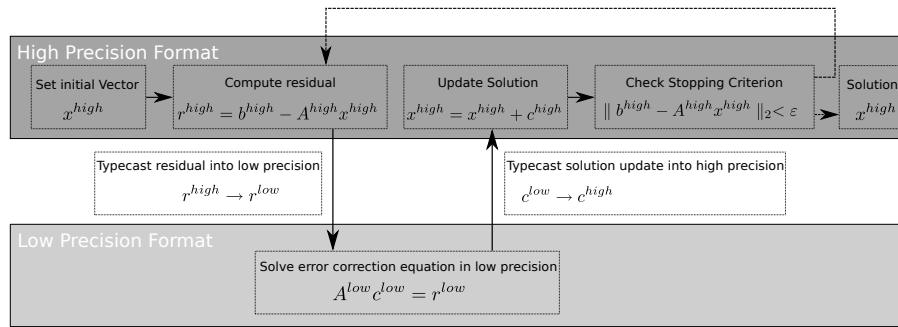 High Precision Format
Set initial Vector
x^{high}
Compute residual
r^{high} = b^{high} − A^{high}x^{high}
Update Solution
x^{high} = x^{high} + c^{high}
Check Stopping Criterion
‖ b^{high} − A^{high}x^{high} ‖₂< ε
Solution
x^{high}
Typecast residual into low precision
r^{high} → r^{low}
Typecast solution update into high precision
c^{low} → c^{high}
Low Precision Format
Solve error correction equation in low precision
A^{low}c^{low} = r^{low}